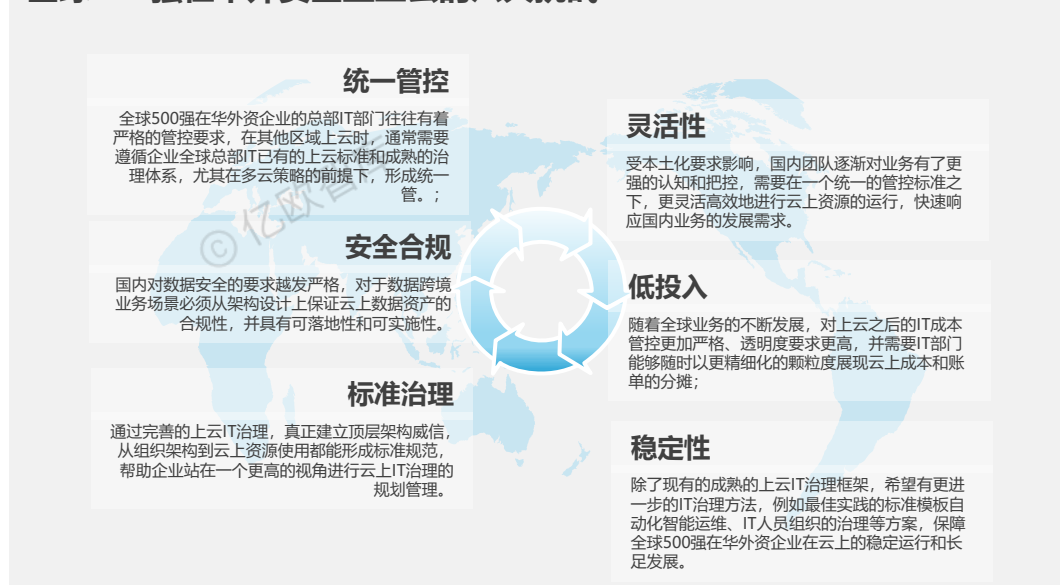 统一管控
全球500强在华外资企业的总部IT部门往往有着
严格的管控要求，在其他区域上云时，通常需要
遵循企业全球总部IT已有的上云标准和成熟的治
理体系，尤其在多云策略的前提下，形成统一
管。；
安全合规
国内对数据安全的要求越发严格，对于数据跨境
业务场景必须从架构设计上保证云上数据资产的
合规性，并具有可落地性和可实施性。
标准治理
通过完善的上云IT治理，真正建立顶层架构威信，
从组织架构到云上资源使用都能形成标准规范，
帮助企业站在一个更高的视角进行云上IT治理的
规划管理。
灵活性
受本土化要求影响，国内团队逐渐对业务有了更
强的认知和把控，需要在一个统一的管控标准之
下，更灵活高效地进行云上资源的运行，快速响
应国内业务的发展需求。
低投入
随着全球业务的不断发展，对上云之后的IT成本
管控更加严格、透明度要求更高，并需要IT部门
能够随时以更精细化的颗粒度展现云上成本和账
单的分摊；
稳定性
除了现有的成熟的上云IT治理框架，希望有更进
一步的IT治理方法，例如最佳实践的标准模板自
动化智能运维、IT人员组织的治理等方案，保障
全球500强在华外资企业在云上的稳定运行和长
足发展。
© 亿欧智库